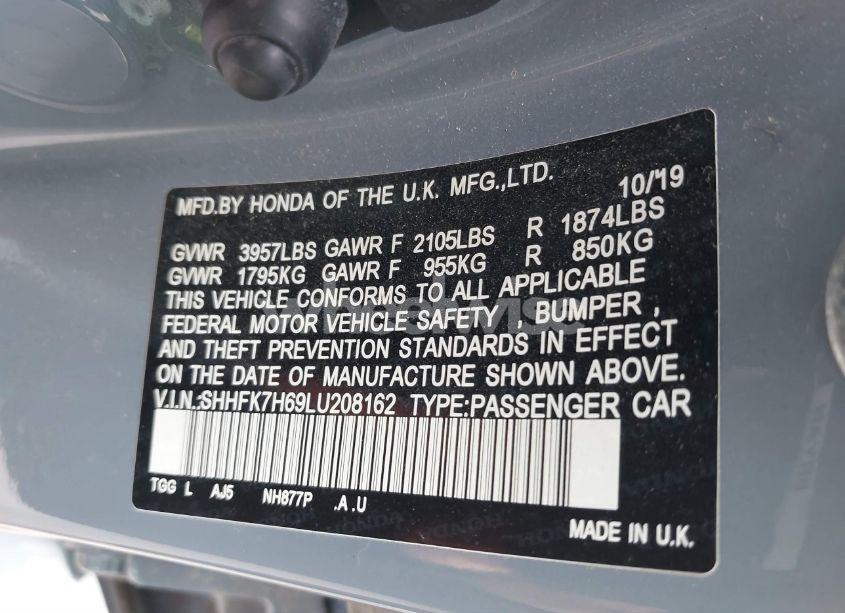 MFD.BY HONDA OF THE U.K. MFG.,LTD. 10/'19
GVWR 3957LBS GAWR F 2105LBS R 1874LBS
GVWR 1795KG GAWR F 955KG R 850KG
THIS VEHICLE CONFORMS TO ALL APPLICABLE
FEDERAL MOTOR VEHICLE SAFETY , BUMPER ,
AND THEFT PREVENTION STANDARDS IN EFFECT
ON THE DATE OF MANUFACTURE SHOWN ABOVE.
V.I.N.:SHHFK7H69LU208162 TYPE:PASSENGER CAR
TGG L AJ5 NH877P .A .U
MADE IN U.K.